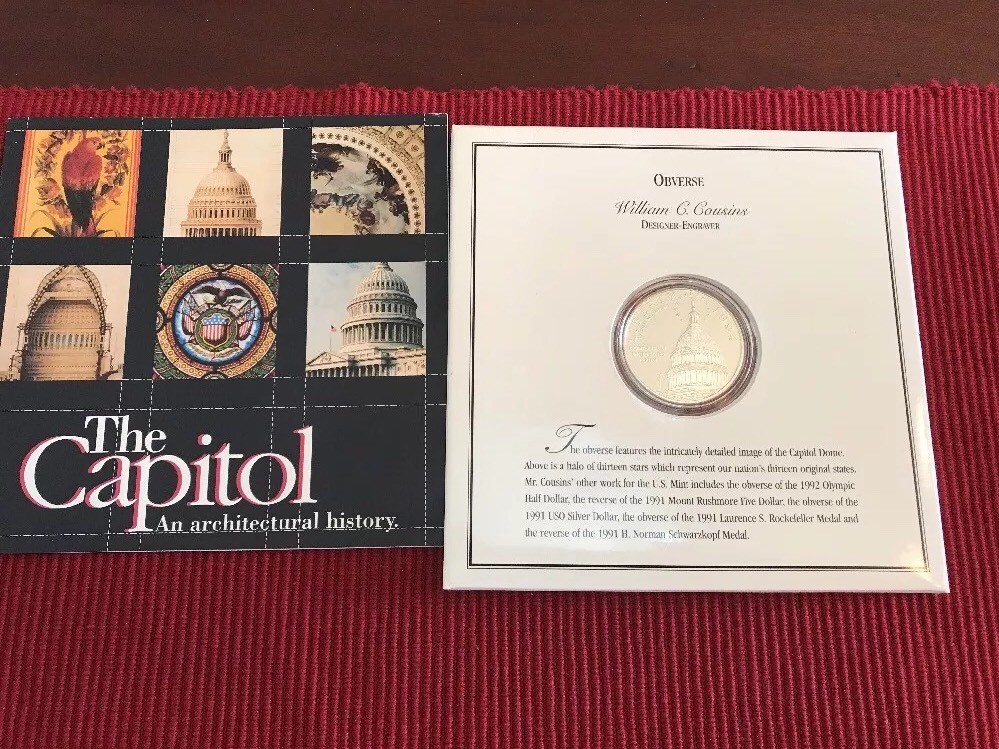 The
Capitol
An architectural history.
OBVERSE
William C. Cousins
DESIGNER-ENGRAVER
The obverse features the intricately detailed image of the Capitol Dome.
Above is a halo of thirteen stars which represent our nation's thirteen original states.
Mr. Cousins' other work for the U.S. Mint includes the obverse of the 1992 Olympic
Half Dollar, the reverse of the 1991 Mount Rushmore Five Dollar, the obverse of the
1991 USO Silver Dollar, the obverse of the 1991 Laurence S. Rockefeller Medal and
the reverse of the 1991 H. Norman Schwarzkopf Medal.